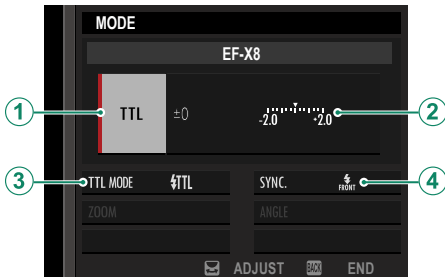 MODE
EF-X8
1 TTL ±0 -2.0 +2.0 2
3 TTL MODE TTL SYNC. FRONT 4
ZOOM ANGLE
ADJUST BACK END